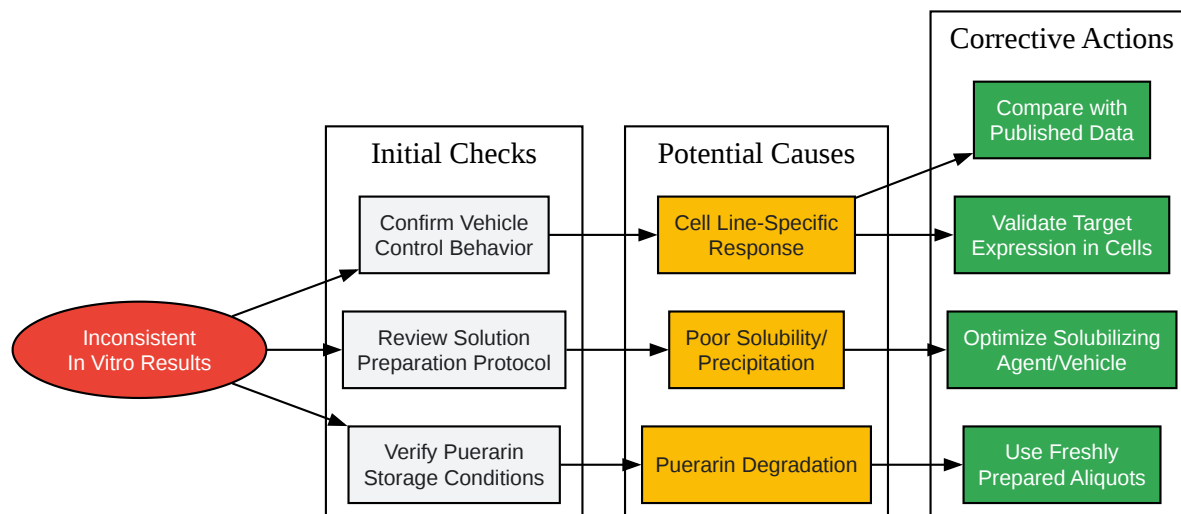 Inconsistent
In Vitro Results
Initial Checks
Confirm Vehicle
Control Behavior
Review Solution
Preparation Protocol
Verify Puerarin
Storage Conditions
Potential Causes
Cell Line-Specific
Response
Poor Solubility/
Precipitation
Puerarin Degradation
Corrective Actions
Compare with
Published Data
Validate Target
Expression in Cells
Optimize Solubilizing
Agent/Vehicle
Use Freshly
Prepared Aliquots